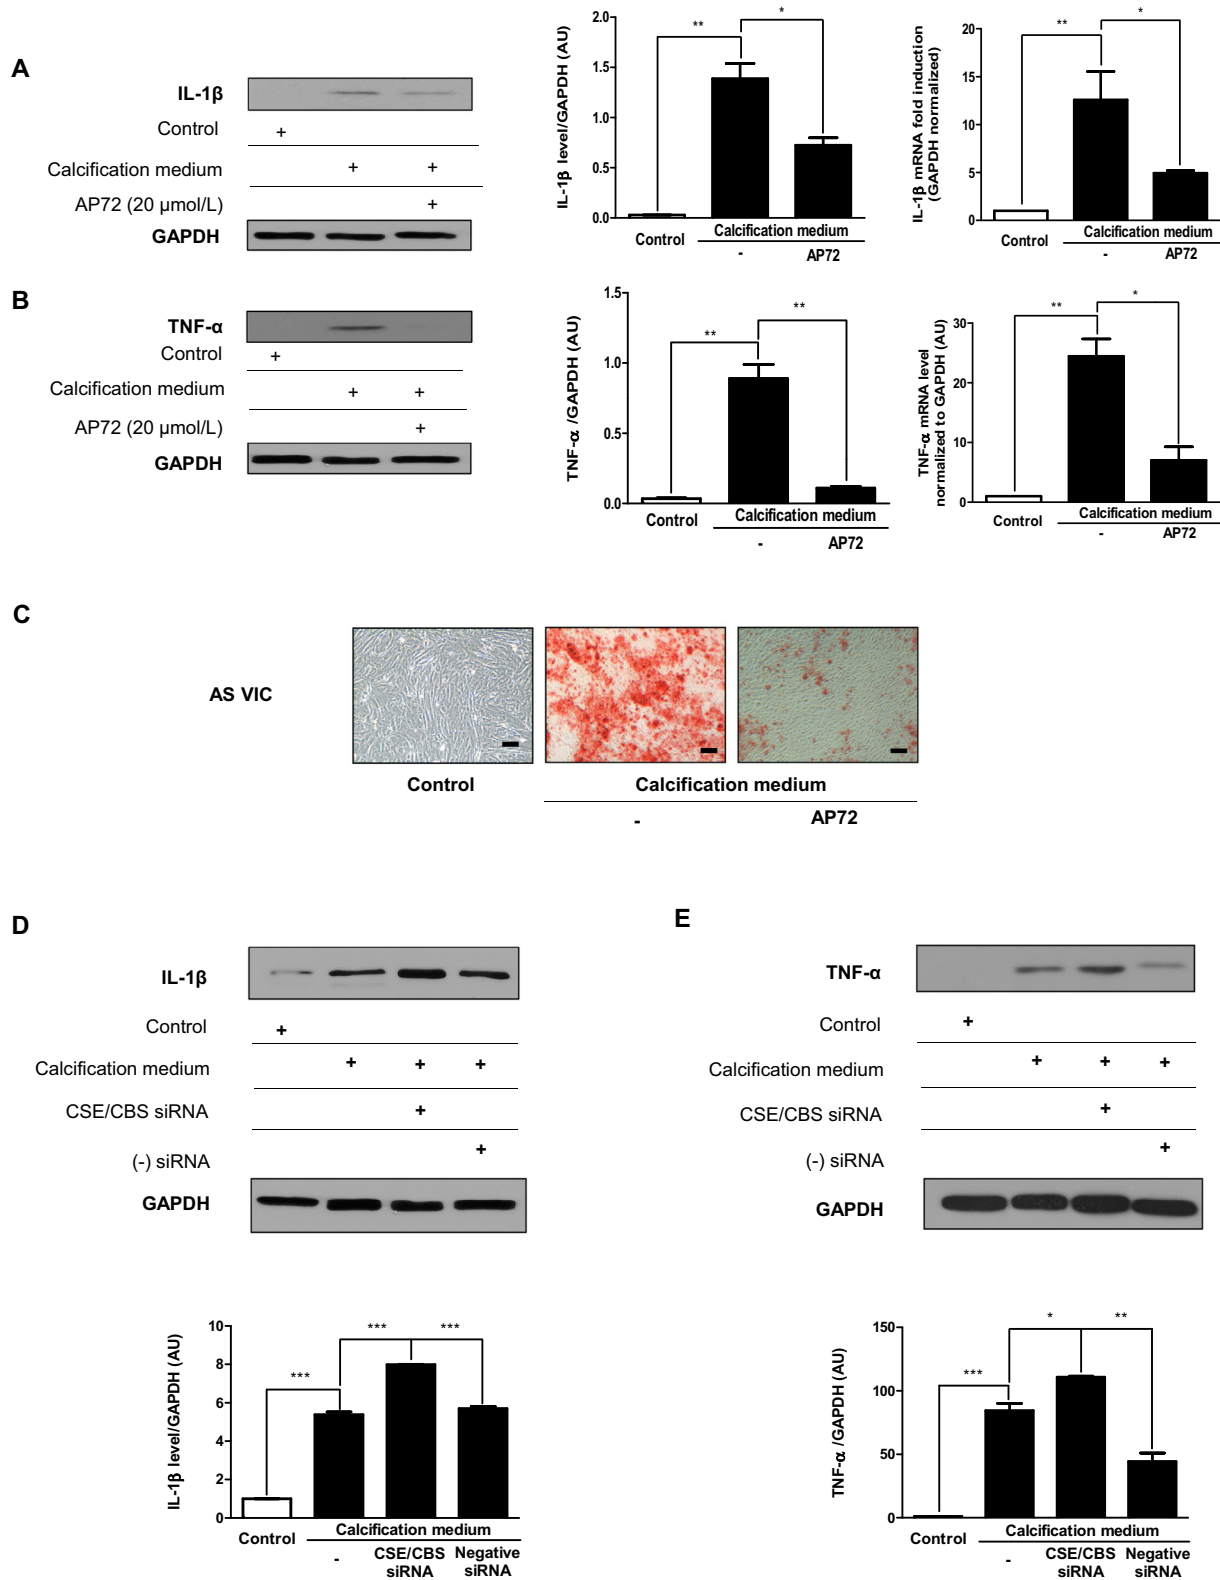 A
IL-1β
Control +
Calcification medium + +
AP72 (20 μmol/L) +
GAPDH
IL-1β level/GAPDH (AU)
2.0
1.5
1.0
0.5
0.0
** *
Control
Calcification medium
- AP72
IL-1β mRNA fold induction
(GAPDH normalized)
20
15
10
5
0
** *
Control
Calcification medium
- AP72
B
TNF-α
Control +
Calcification medium + +
AP72 (20 μmol/L) +
GAPDH
TNF-α /GAPDH (AU)
1.5
1.0
0.5
0.0
** **
Control
Calcification medium
- AP72
TNF-α mRNA level
normalized to GAPDH (AU)
30
20
10
0
** *
Control
Calcification medium
- AP72
C
AS VIC
Control
Calcification medium
- AP72
D
IL-1β
Control +
Calcification medium + + +
CSE/CBS siRNA +
(-) siRNA +
GAPDH
IL-1β level/GAPDH (AU)
10
8
6
4
2
0
*** *** ***
Control
Calcification medium
- CSE/CBS siRNA Negative siRNA
E
TNF-α
Control +
Calcification medium + + +
CSE/CBS siRNA +
(-) siRNA +
GAPDH
TNF-α /GAPDH (AU)
150
100
50
0
*** * **
Control
Calcification medium
- CSE/CBS siRNA Negative siRNA